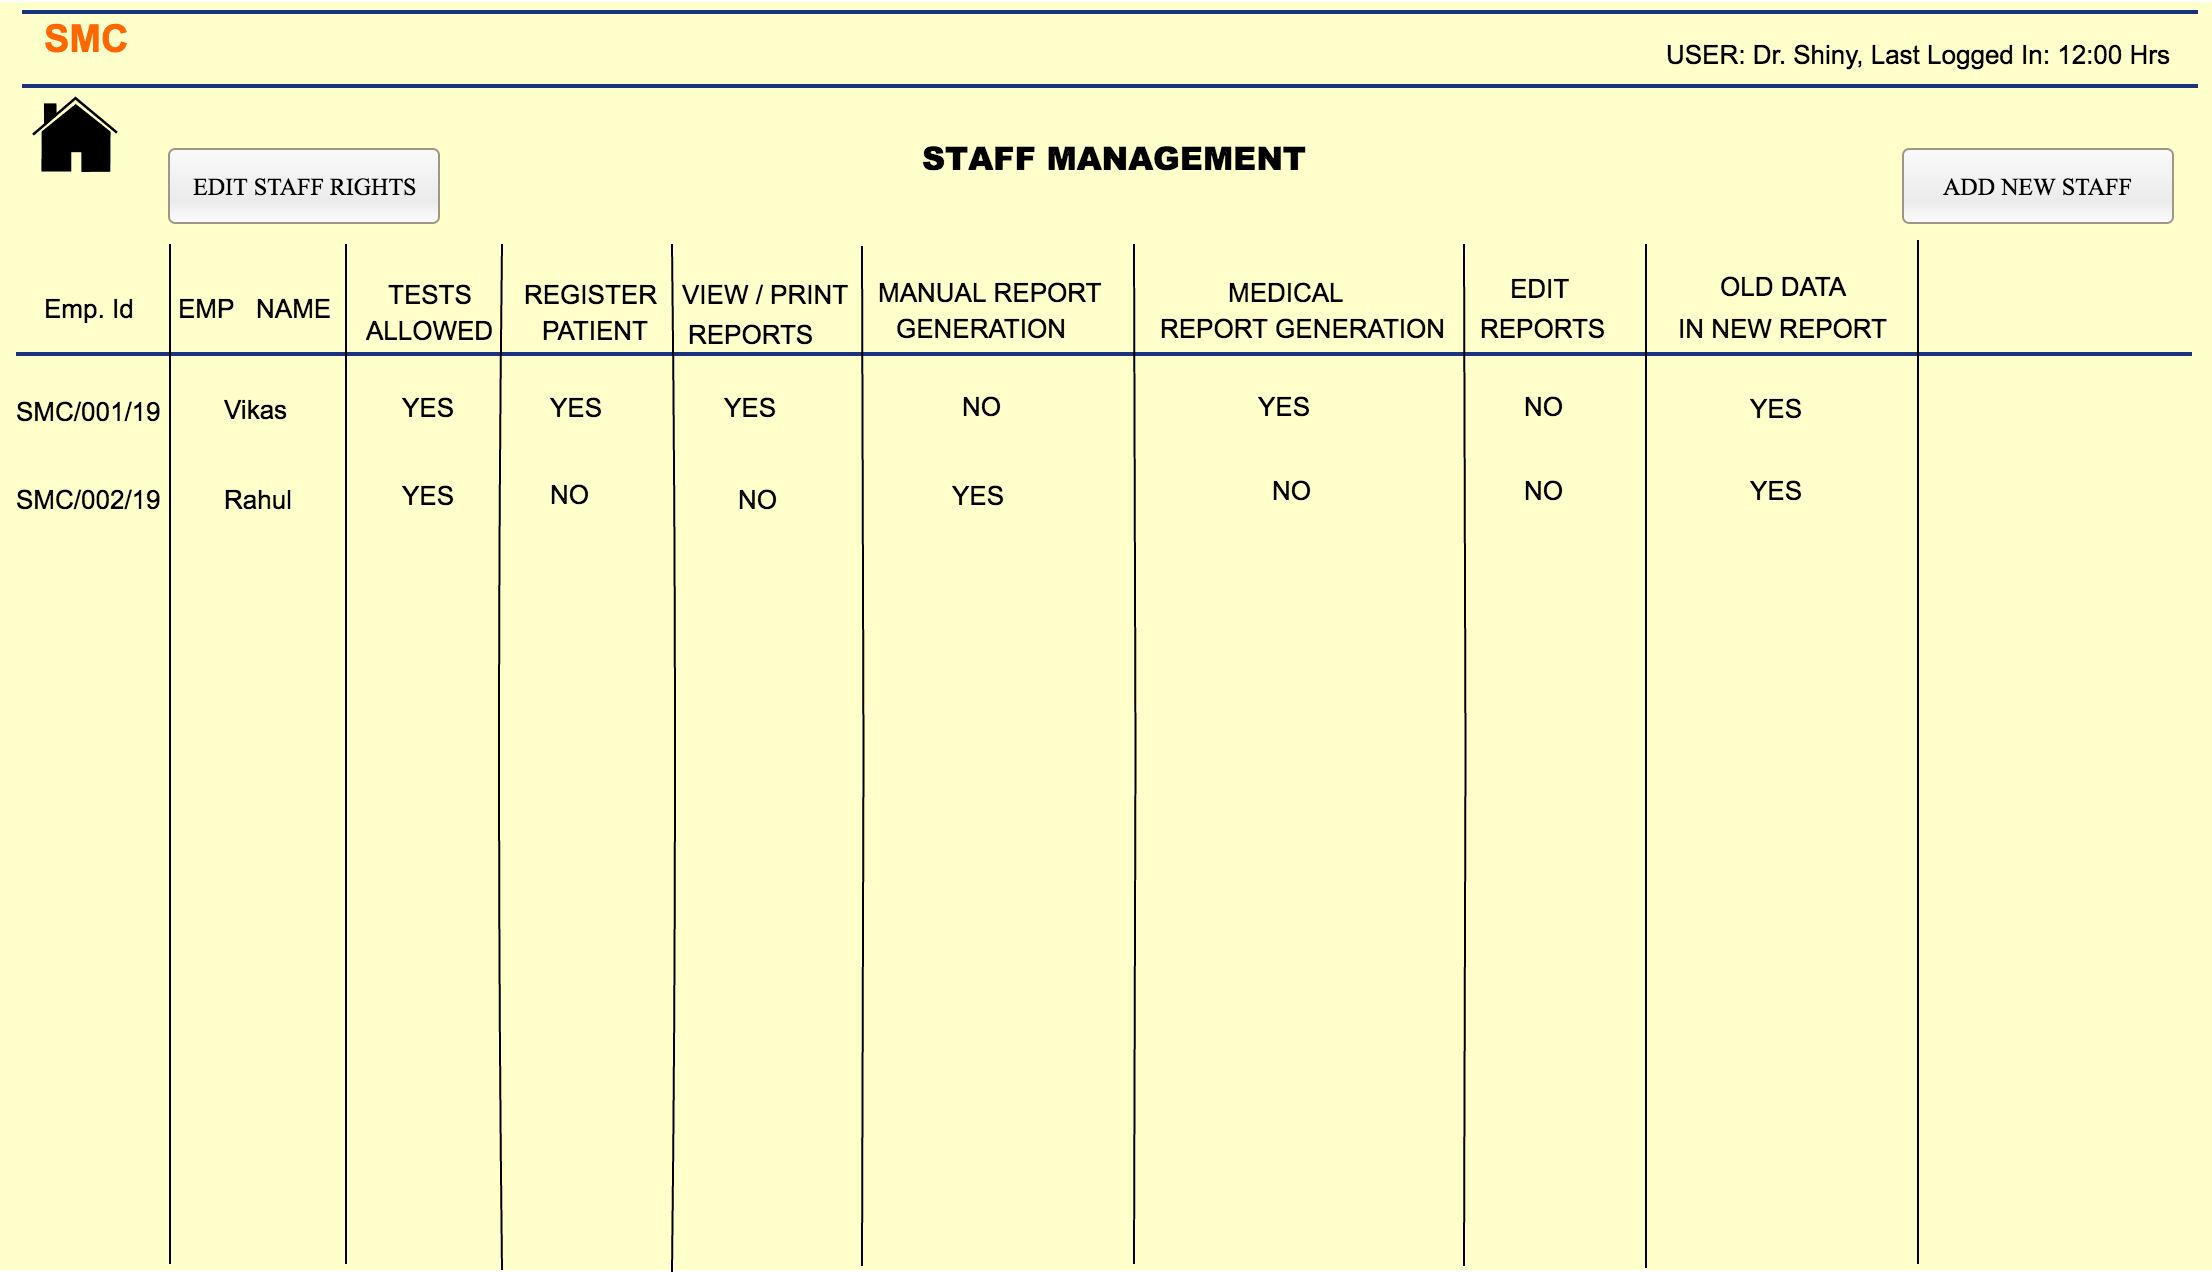 SMC
USER: Dr. Shiny, Last Logged In: 12:00 Hrs
STAFF MANAGEMENT
EDIT STAFF RIGHTS
ADD NEW STAFF
Emp. Id
EMP NAME
TESTS
ALLOWED
REGISTER
PATIENT
VIEW / PRINT
REPORTS
MANUAL REPORT
GENERATION
MEDICAL
REPORT GENERATION
EDIT
REPORTS
OLD DATA
IN NEW REPORT
SMC/001/19 Vikas YES YES YES NO YES NO YES
SMC/002/19 Rahul YES NO NO YES NO NO YES